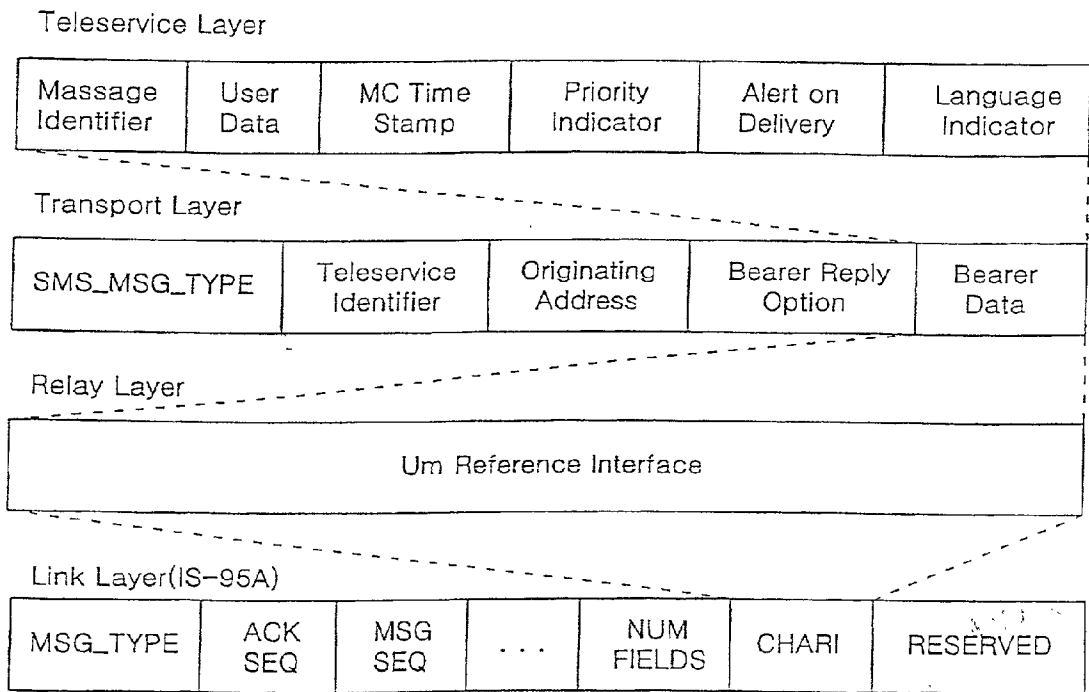 Teleservice Layer
Massage Identifier
User Data
MC Time Stamp
Priority Indicator
Alert on Delivery
Language Indicator
Transport Layer
SMS_MSG_TYPE
Teleservice Identifier
Originating Address
Bearer Reply Option
Bearer Data
Relay Layer
Um Reference Interface
Link Layer(IS-95A)
MSG_TYPE
ACK SEQ
MSG SEQ
...
NUM FIELDS
CHARI
RESERVED